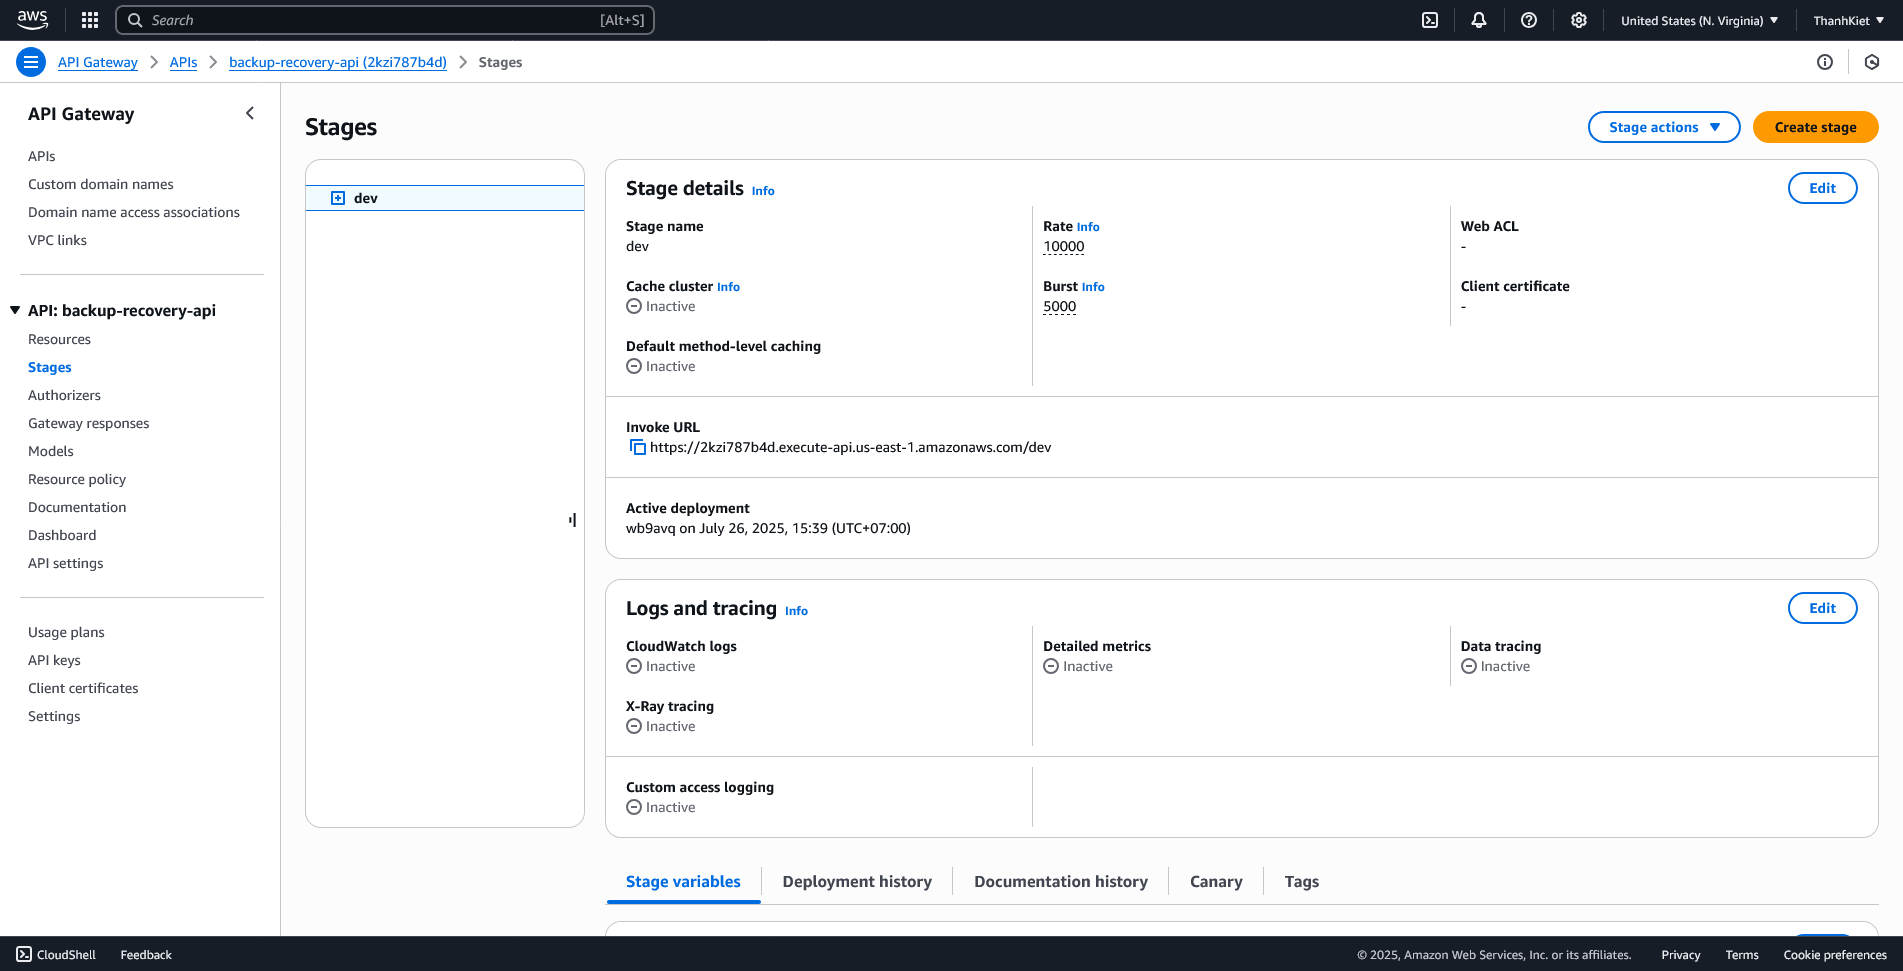 aws
Search
[Alt+S]
United States (N. Virginia)
ThanhKiet
API Gateway
APIs
backup-recovery-api (2kzi787b4d)
Stages
API Gateway
APIs
Custom domain names
Domain name access associations
VPC links
API: backup-recovery-api
Resources
Stages
Authorizers
Gateway responses
Models
Resource policy
Documentation
Dashboard
API settings
Usage plans
API keys
Client certificates
Settings
Stages
Stage actions
Create stage
dev
Stage details Info
Edit
Stage name
dev
Cache cluster Info
Inactive
Default method-level caching
Inactive
Rate Info
10000
Burst Info
5000
Web ACL
-
Client certificate
-
Invoke URL
https://2kzi787b4d.execute-api.us-east-1.amazonaws.com/dev
Active deployment
wb9avq on July 26, 2025, 15:39 (UTC+07:00)
Logs and tracing Info
Edit
CloudWatch logs
Inactive
X-Ray tracing
Inactive
Detailed metrics
Inactive
Data tracing
Inactive
Custom access logging
Inactive
Stage variables
Deployment history
Documentation history
Canary
Tags
CloudShell
Feedback
© 2025, Amazon Web Services, Inc. or its affiliates.
Privacy
Terms
Cookie preferences